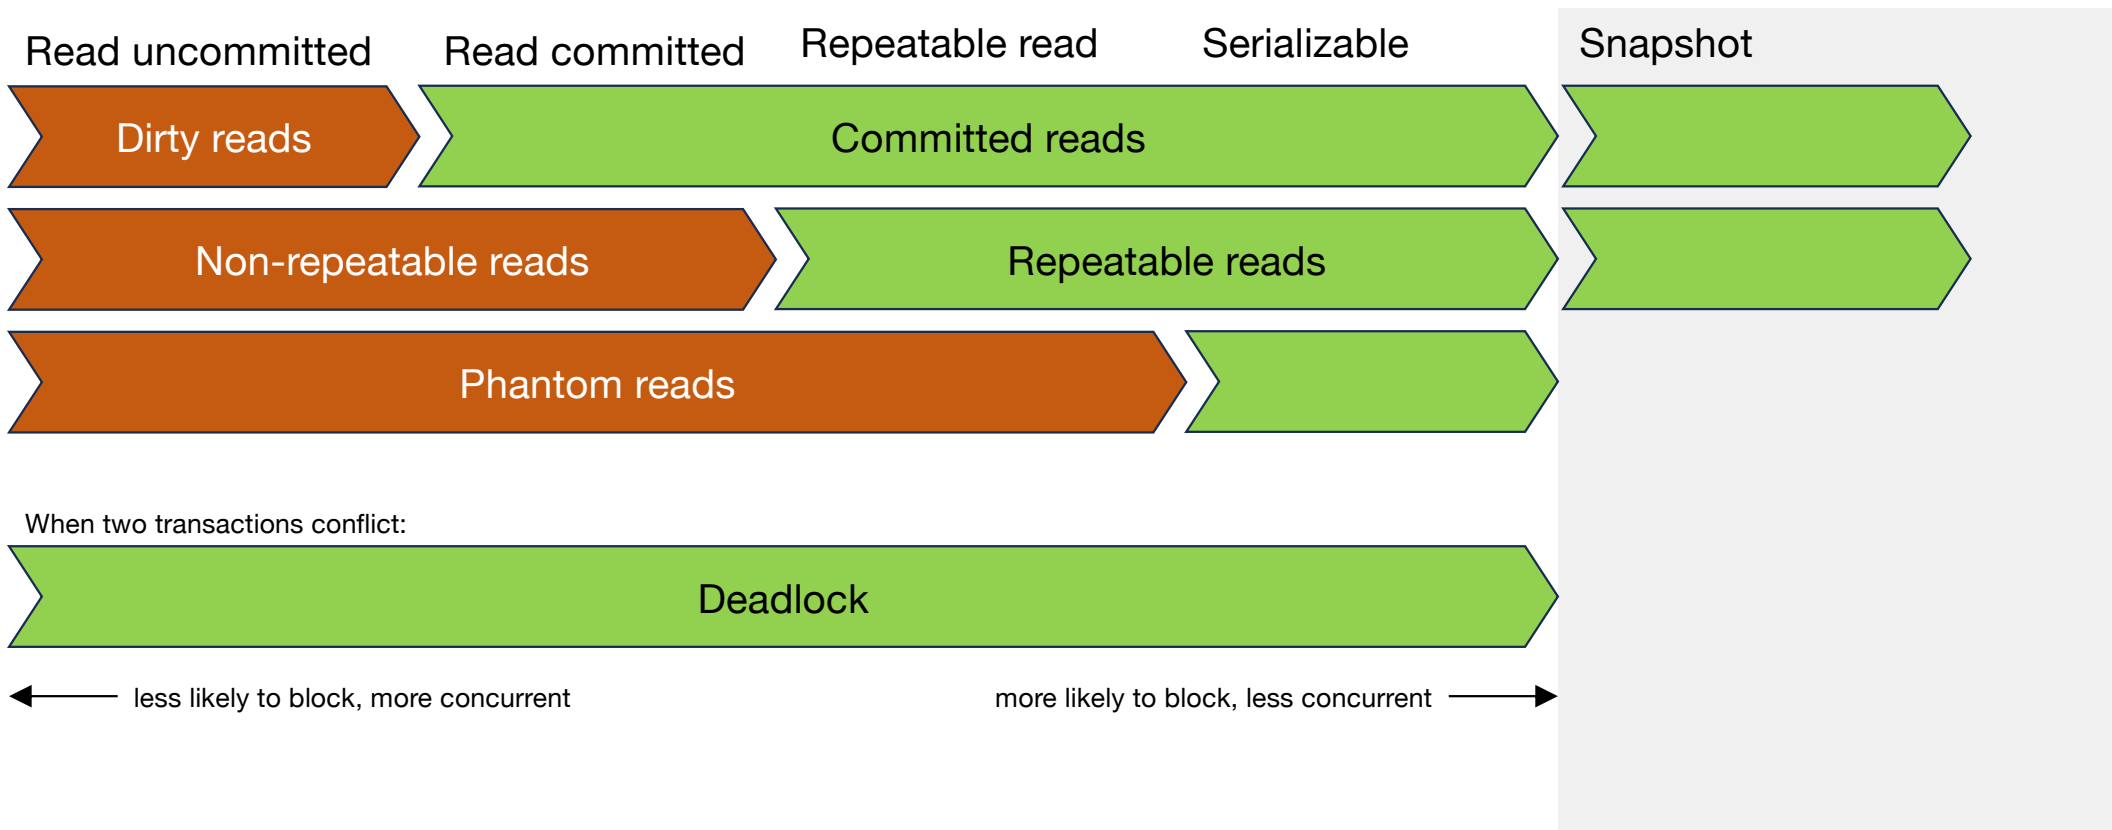 Read uncommitted
Read committed
Repeatable read
Serializable
Snapshot
Dirty reads
Committed reads
Non-repeatable reads
Repeatable reads
Phantom reads
When two transactions conflict:
Deadlock
less likely to block, more concurrent
more likely to block, less concurrent